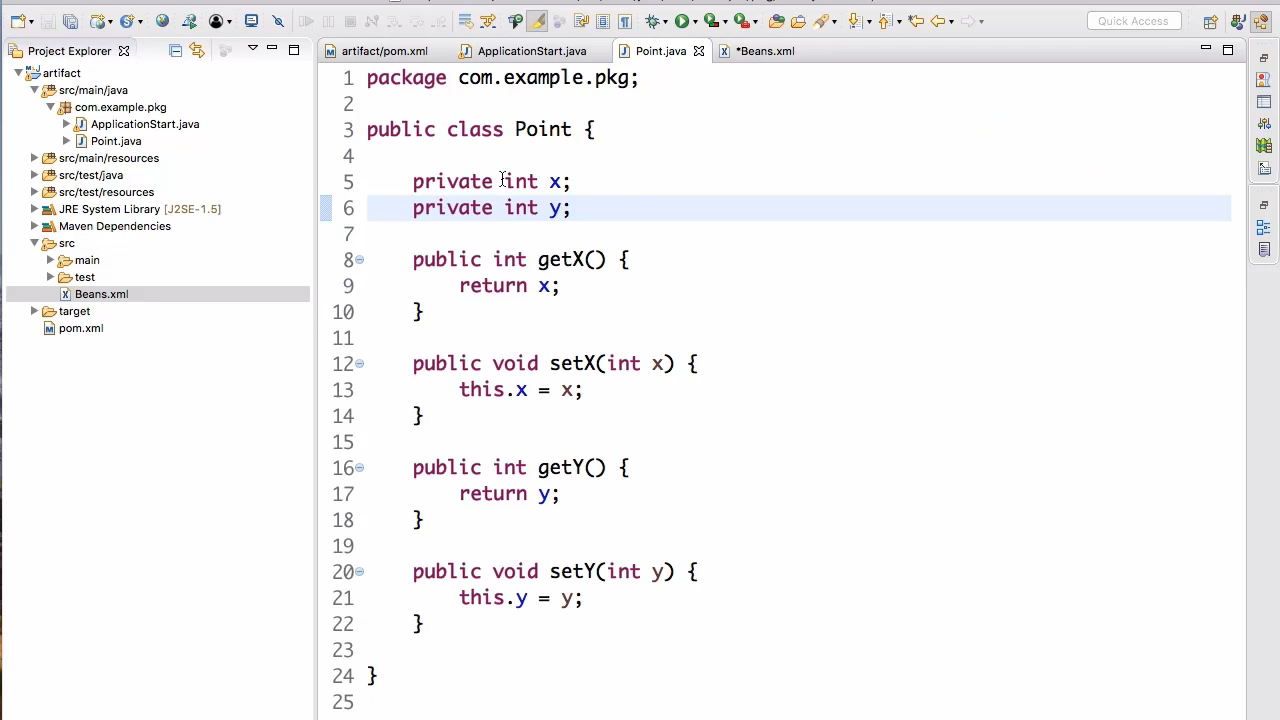 Quick Access
Project Explorer
artifact
src/main/java
com.example.pkg
ApplicationStart.java
Point.java
src/main/resources
src/test/java
src/test/resources
JRE System Library [J2SE-1.5]
Maven Dependencies
src
main
test
Beans.xml
target
pom.xml
artifact/pom.xml
ApplicationStart.java
Point.java
*Beans.xml
1 package com.example.pkg;
2
3 public class Point {
4
5 private int x;
6 private int y;
7
8 public int getX() {
9 return x;
10 }
11
12 public void setX(int x) {
13 this.x = x;
14 }
15
16 public int getY() {
17 return y;
18 }
19
20 public void setY(int y) {
21 this.y = y;
22 }
23
24 }
25